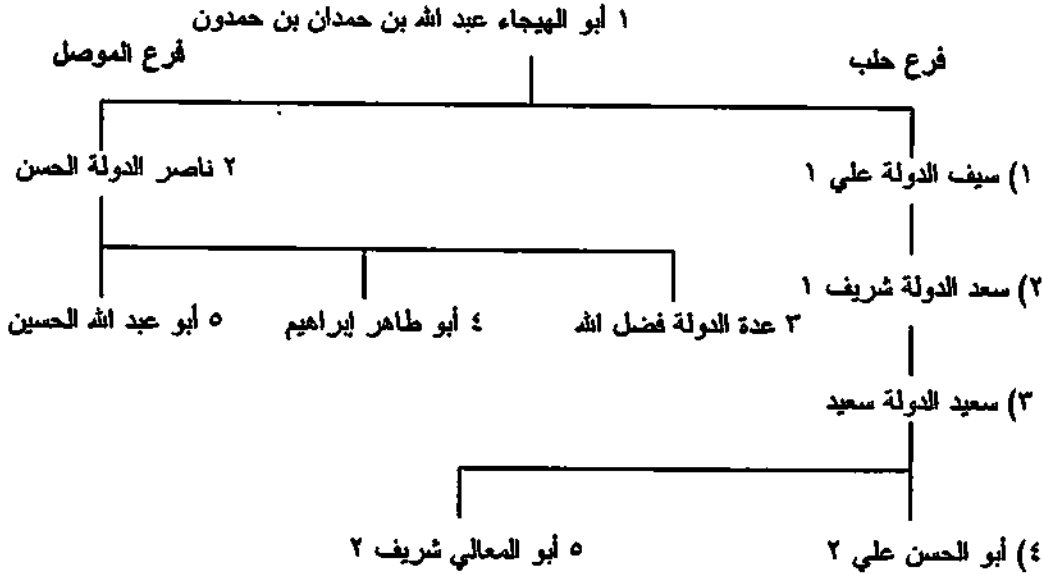 ١ أبو الهيجاء عبد الله بن حمدان بن حمدون
فرع حلب
فرع الموصل
١) سيف الدولة علي ١
٢ ناصر الدولة الحسن
٢) سعد الدولة شريف ١
٣ عدة الدولة فضل الله
٤ أبو طاهر إبراهيم
٥ أبو عبد الله الحسين
٣) سعيد الدولة سعيد
٤) أبو الحسن علي ٢
٥ أبو المعالي شريف ٢